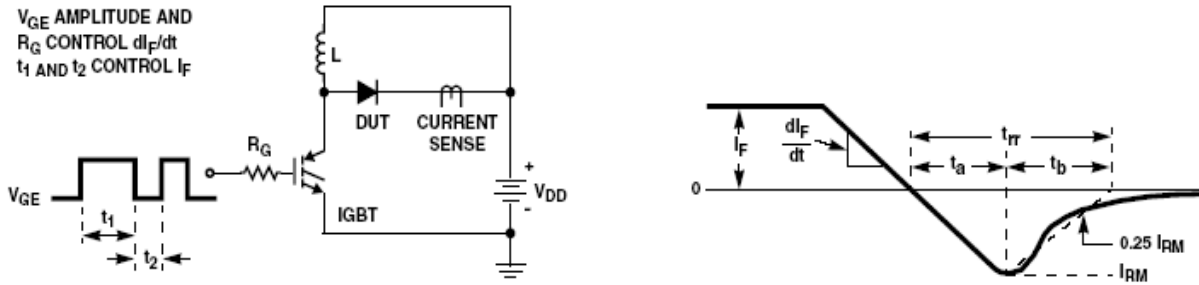 VGE AMPLITUDE AND
RG CONTROL dIF/dt
t1 AND t2 CONTROL IF
L
DUT
CURRENT
SENSE
RG
VGE
t1
t2
IGBT
+
VDD
-
IF
dIF
dt
trr
ta
tb
0
0.25 IRM
IRM